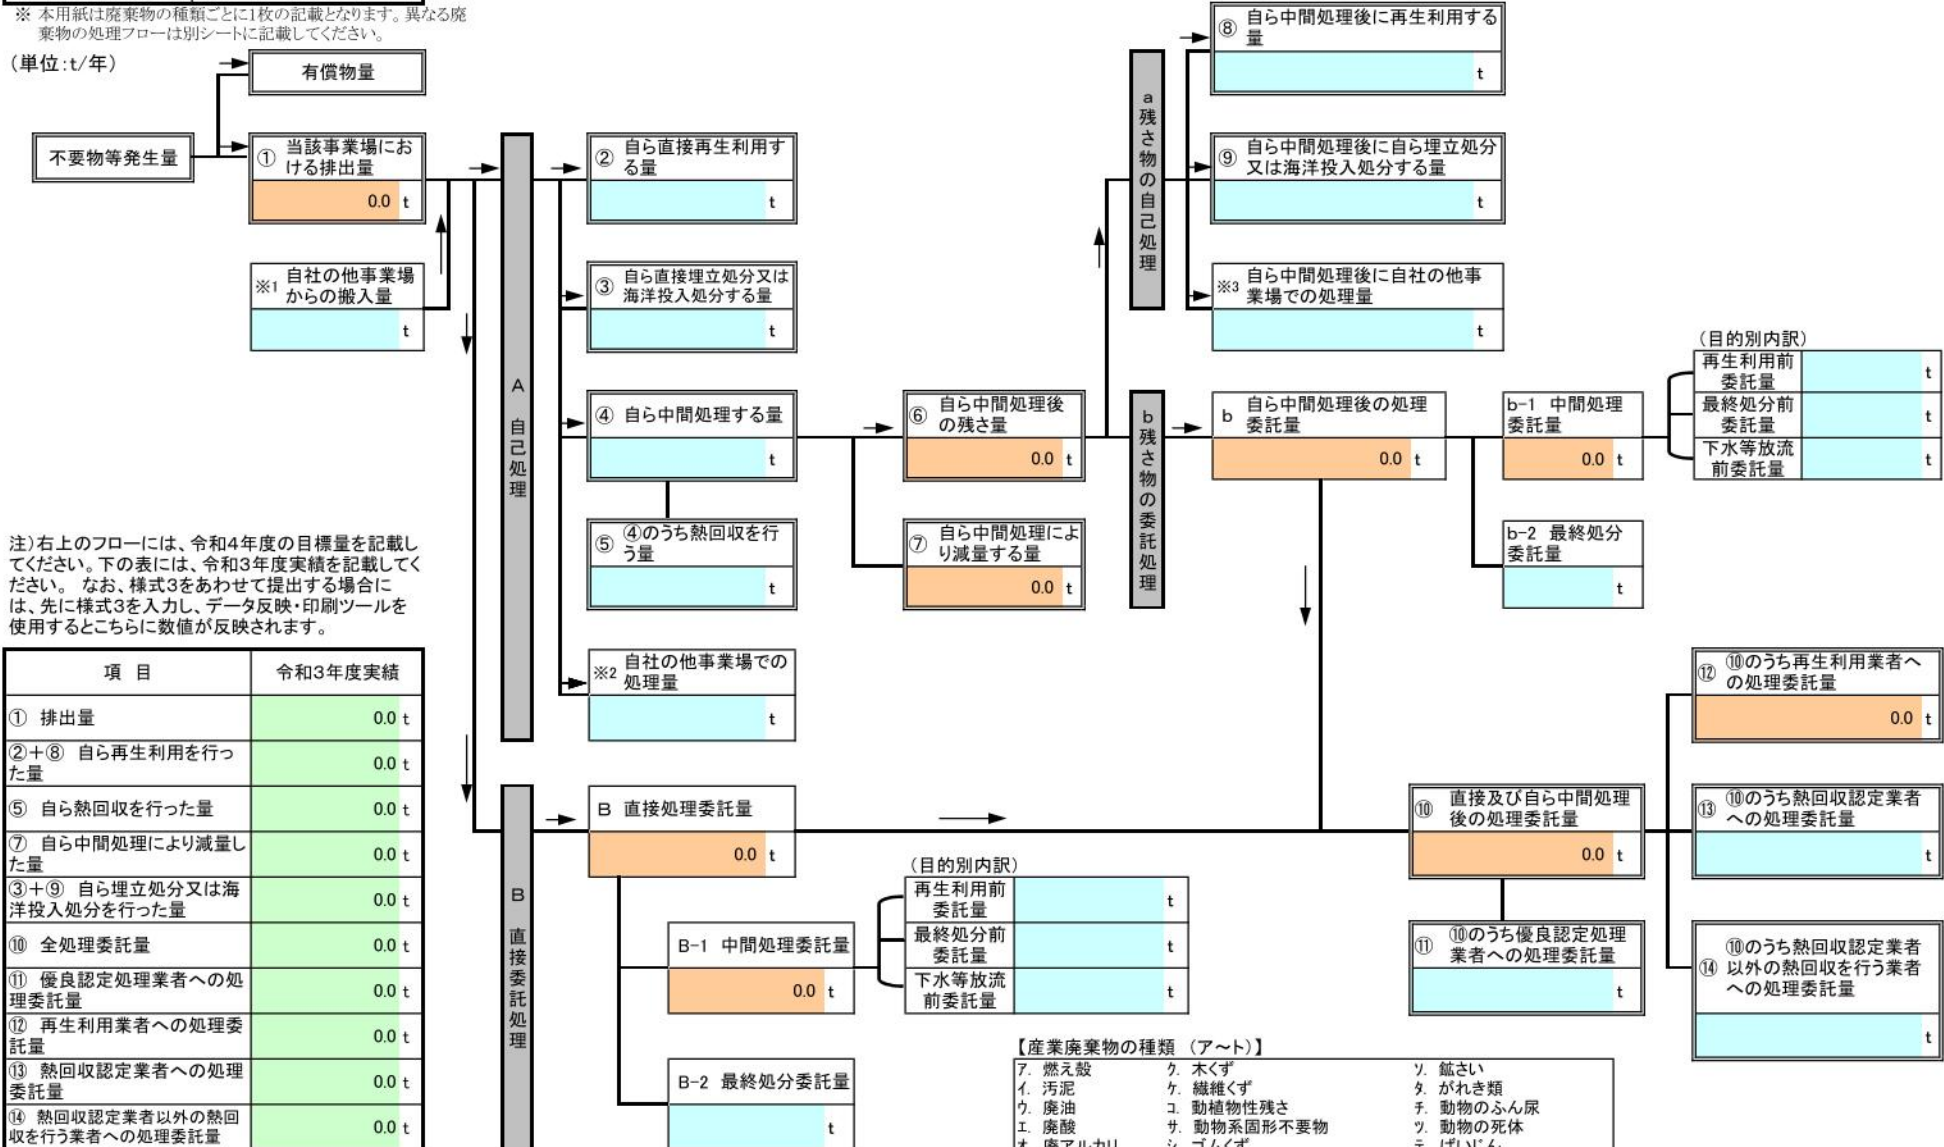 ※ 本用紙は廃棄物の種類ごとに1枚の記載となります。異なる廃
棄物の処理フローは別シートに記載してください。
(単位:t/年)
有償物量
不要物等発生量
① 当該事業場にお
ける排出量
0.0 t
※1 自社の他事業場
からの搬入量
t
A 自己処理
② 自ら直接再生利用す
る量
t
③ 自ら直接埋立処分又は
海洋投入処分する量
t
④ 自ら中間処理する量
t
⑤ ④のうち熱回収を行
う量
t
※2 自社の他事業場での
処理量
t
⑥ 自ら中間処理後
の残さ量
0.0 t
⑦ 自ら中間処理によ
り減量する量
0.0 t
a 残さ物の自己処理
⑧ 自ら中間処理後に再生利用する
量
t
⑨ 自ら中間処理後に自ら埋立処分
又は海洋投入処分する量
t
※3 自ら中間処理後に自社の他事
業場での処理量
t
b 残さ物の委託処理
b 自ら中間処理後の処理
委託量
0.0 t
b-1 中間処理
委託量
0.0 t
(目的別内訳)
再生利用前
委託量
t
最終処分前
委託量
t
下水等放流
前委託量
t
b-2 最終処分
委託量
t
注)右上のフローには、令和4年度の目標量を記載し
てください。下の表には、令和3年度実績を記載してく
ださい。 なお、様式3をあわせて提出する場合に
は、先に様式3を入力し、データ反映・印刷ツールを
使用するとこちらに数値が反映されます。
項 目 令和3年度実績
① 排出量 0.0 t
②+⑧ 自ら再生利用を行っ
た量 0.0 t
⑤ 自ら熱回収を行った量 0.0 t
⑦ 自ら中間処理により減量し
た量 0.0 t
③+⑨ 自ら埋立処分又は海
洋投入処分を行った量 0.0 t
⑩ 全処理委託量 0.0 t
⑪ 優良認定処理業者への処
理委託量 0.0 t
⑫ 再生利用業者への処理委
託量 0.0 t
⑬ 熱回収認定業者への処理
委託量 0.0 t
⑭ 熱回収認定業者以外の熱回
収を行う業者への処理委託量 0.0 t
B 直接委託処理
B 直接処理委託量
0.0 t
B-1 中間処理委託量
0.0 t
(目的別内訳)
再生利用前
委託量
t
最終処分前
委託量
t
下水等放流
前委託量
t
B-2 最終処分委託量
t
⑩ 直接及び自ら中間処理
後の処理委託量
0.0 t
⑪ ⑩のうち優良認定処理
業者への処理委託量
t
⑫ ⑩のうち再生利用業者へ
の処理委託量
0.0 t
⑬ ⑩のうち熱回収認定業者
への処理委託量
t
⑭ ⑩のうち熱回収認定業者
以外の熱回収を行う業者
への処理委託量
t
【産業廃棄物の種類 (ア~ト)】
ア. 燃え殻 ク. 木くず ソ. 鉱さい
イ. 汚泥 ケ. 繊維くず タ. がれき類
ウ. 廃油 コ. 動植物性残さ チ. 動物のふん尿
エ. 廃酸 サ. 動物系固形不要物 ツ. 動物の死体
オ. 廃アルカリ シ. ゴムくず テ. ばいじん